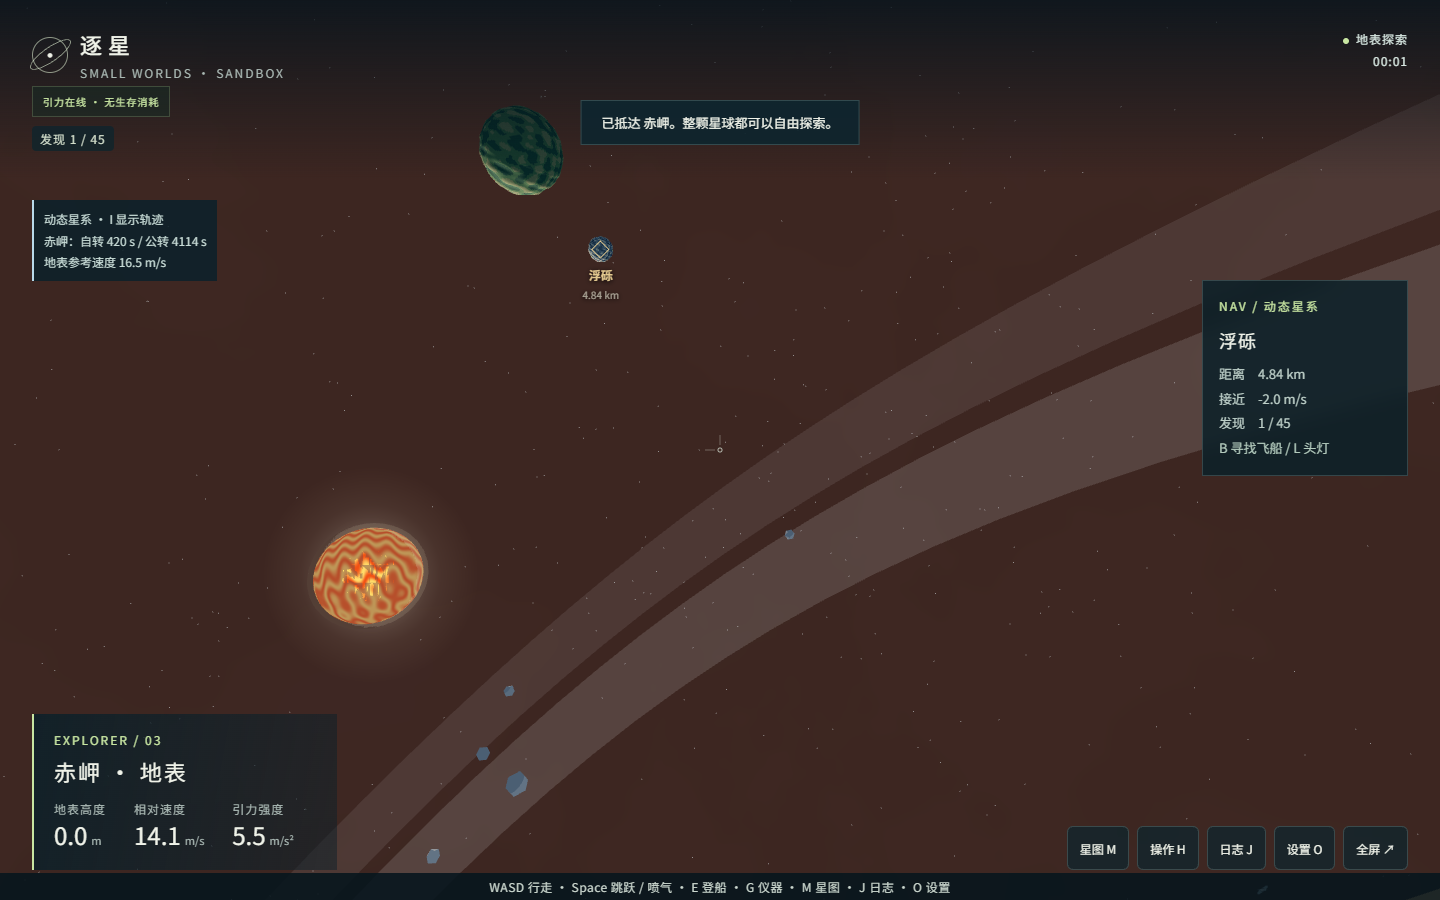 逐星
SMALL WORLDS · SANDBOX
引力在线 · 无生存消耗
发现 1 / 45
动态星系 · I 显示轨迹
赤岬：自转 420 s / 公转 4114 s
地表参考速度 16.5 m/s
地表探索
00:01
已抵达 赤岬。整颗星球都可以自由探索。
浮砾
4.84 km
NAV / 动态星系
浮砾
距离 4.84 km
接近 -2.0 m/s
发现 1 / 45
B 寻找飞船 / L 头灯
EXPLORER / 03
赤岬 · 地表
地表高度 相对速度 引力强度
0.0 m 14.1 m/s 5.5 m/s²
星图 M 操作 H 日志 J 设置 O 全屏 ↗
WASD 行走 · Space 跳跃 / 喷气 · E 登船 · G 仪器 · M 星图 · J 日志 · O 设置